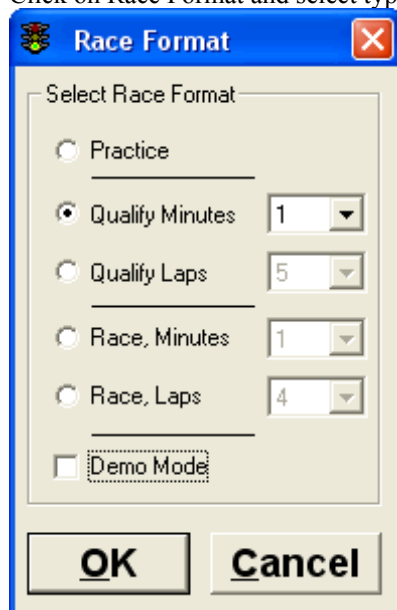 Click on Race Format and select typ
Race Format
Select Race Format
Practice
Qualify Minutes 1
Qualify Laps 5
Race, Minutes 1
Race, Laps 4
Demo Mode
OK Cancel